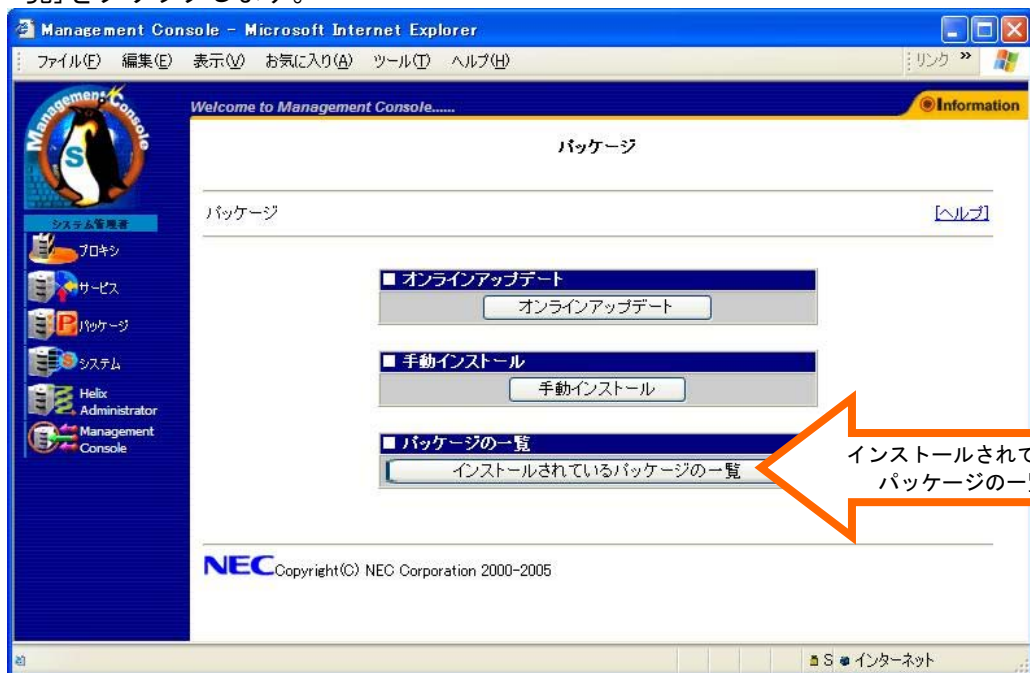 覧]をクリックします。
Management Console - Microsoft Internet Explorer
ファイル(F) 編集(E) 表示(V) お気に入り(A) ツール(T) ヘルプ(H) リンク »
Management Console
S
Welcome to Management Console......
Information
パッケージ
パッケージ [ヘルプ]
システム管理者
プロキシ
サービス
パッケージ
システム
Helix
Administrator
Management
Console
■ オンラインアップデート
オンラインアップデート
■ 手動インストール
手動インストール
■ パッケージの一覧
インストールされているパッケージの一覧
インストールされて
パッケージの一
NEC Copyright(C) NEC Corporation 2000-2005
S インターネット